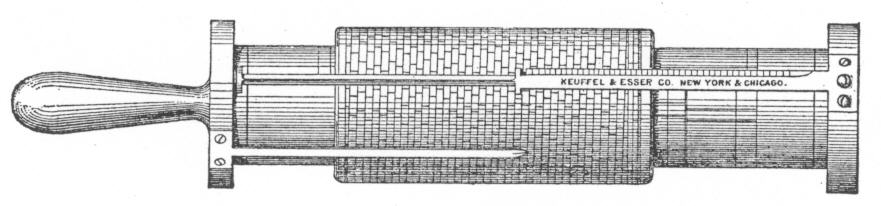 KEUFFEL & ESSER CO. NEW YORK & CHICAGO.